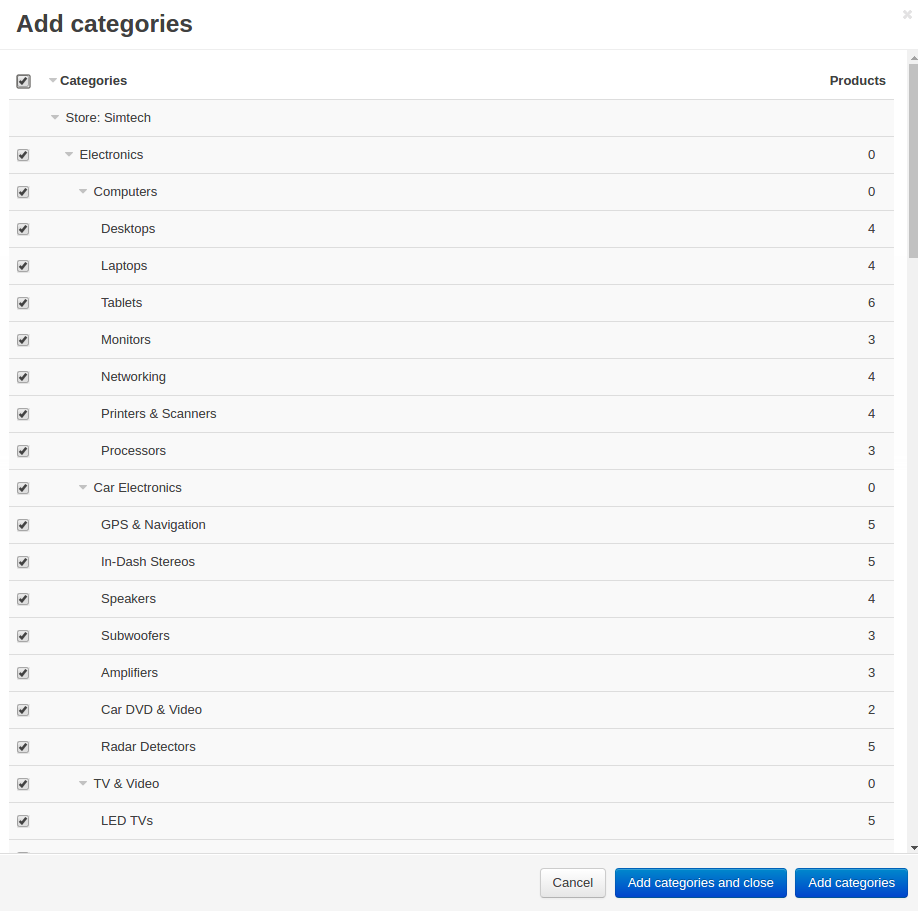 Add categories
Categories Products
Store: Simtech
Electronics 0
Computers 0
Desktops 4
Laptops 4
Tablets 6
Monitors 3
Networking 4
Printers & Scanners 4
Processors 3
Car Electronics 0
GPS & Navigation 5
In-Dash Stereos 5
Speakers 4
Subwoofers 3
Amplifiers 3
Car DVD & Video 2
Radar Detectors 5
TV & Video 0
LED TVs 5
Cancel Add categories and close Add categories